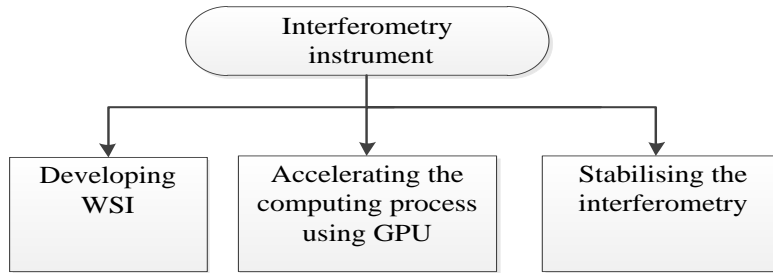 Interferometry
instrument
Developing
WSI
Accelerating the
computing process
using GPU
Stabilising the
interferometry